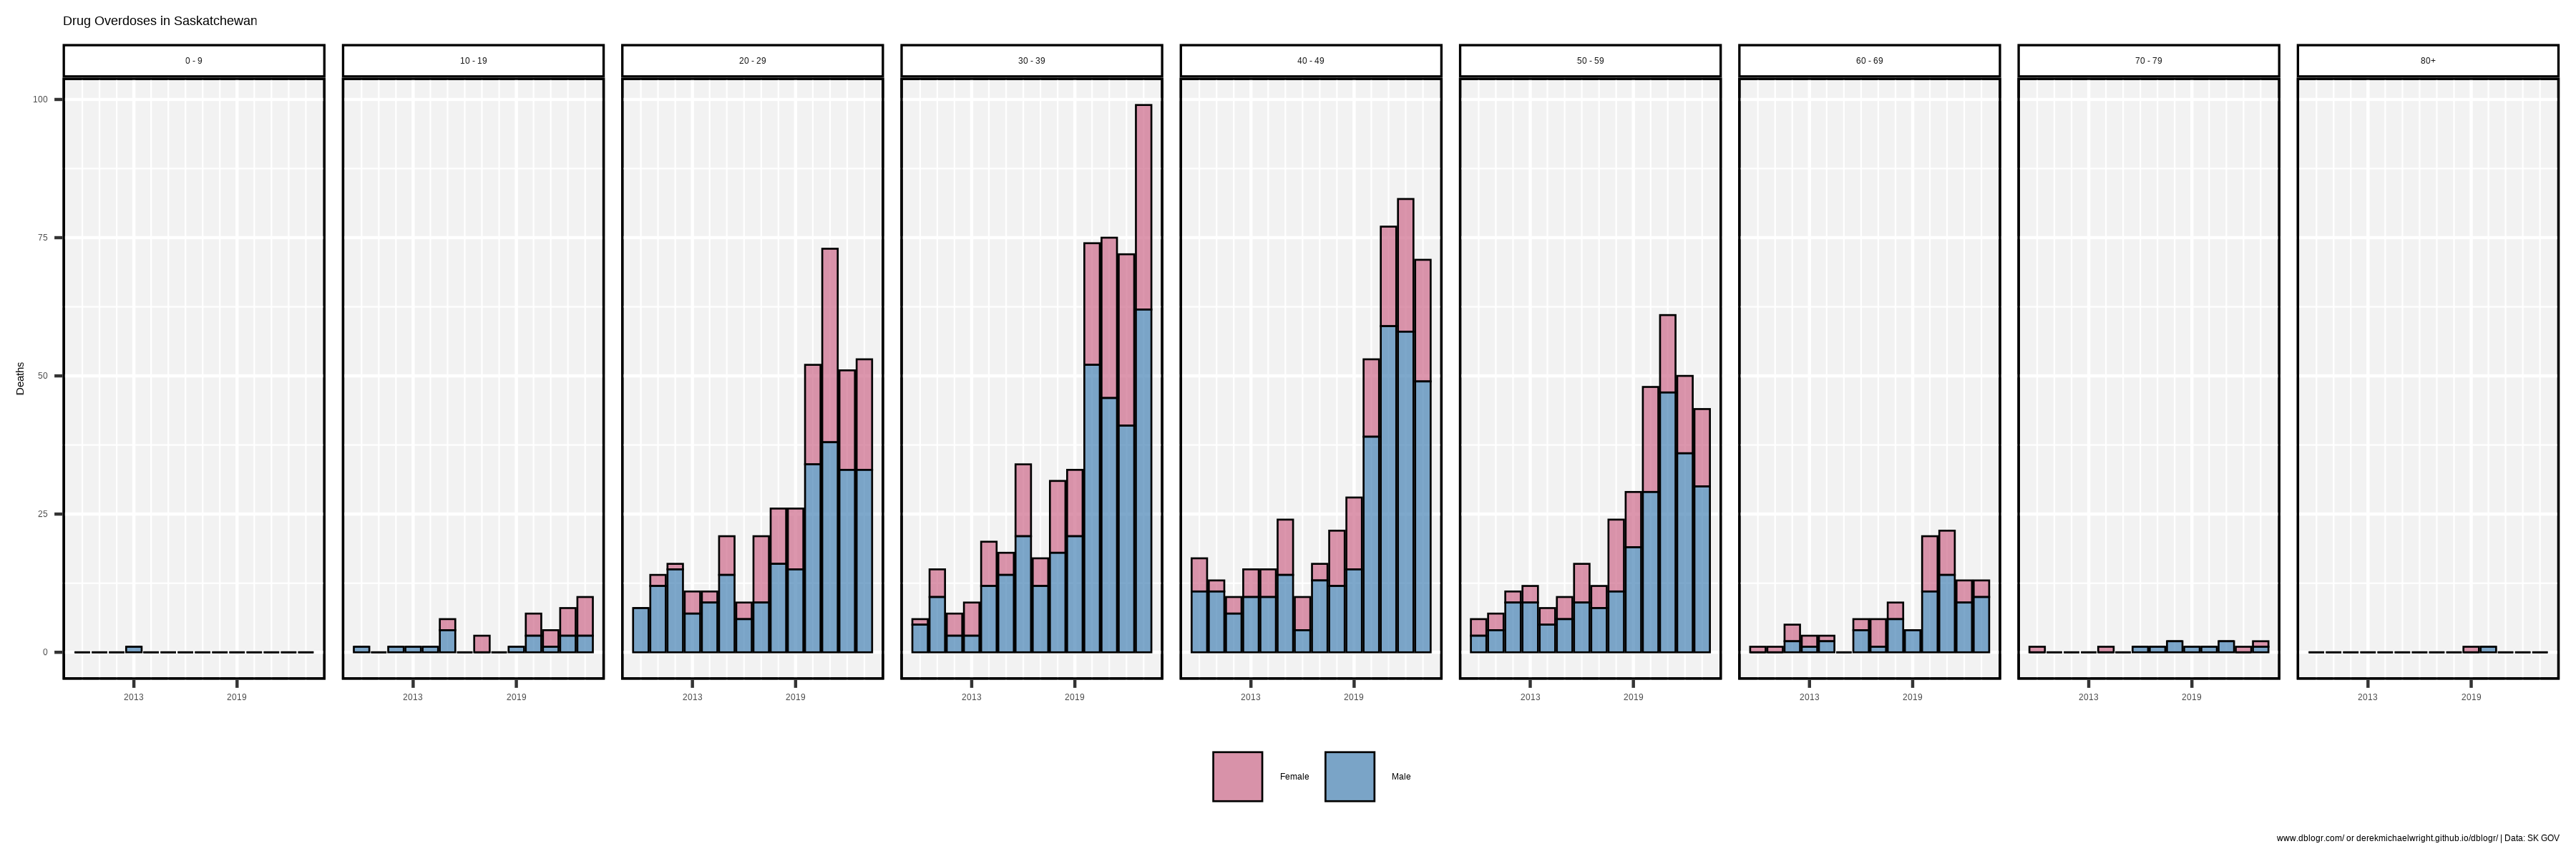 Drug Overdoses in Saskatchewan
0 - 9
10 - 19
20 - 29
30 - 39
40 - 49
50 - 59
60 - 69
70 - 79
80+
Deaths
100
75
50
25
0
2013 2019
2013 2019
2013 2019
2013 2019
2013 2019
2013 2019
2013 2019
2013 2019
2013 2019
Female
Male
www.dblogr.com/ or derekmichaelwright.github.io/dblogr/ | Data: SK GOV